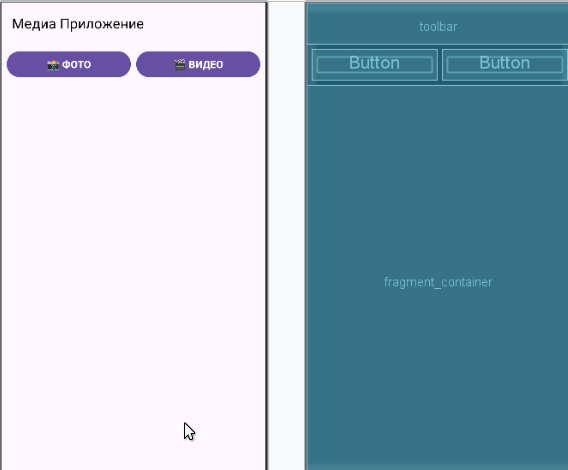 Медиа Приложение
📸 ФОТО
🎬 ВИДЕО
toolbar
Button
Button
fragment_container